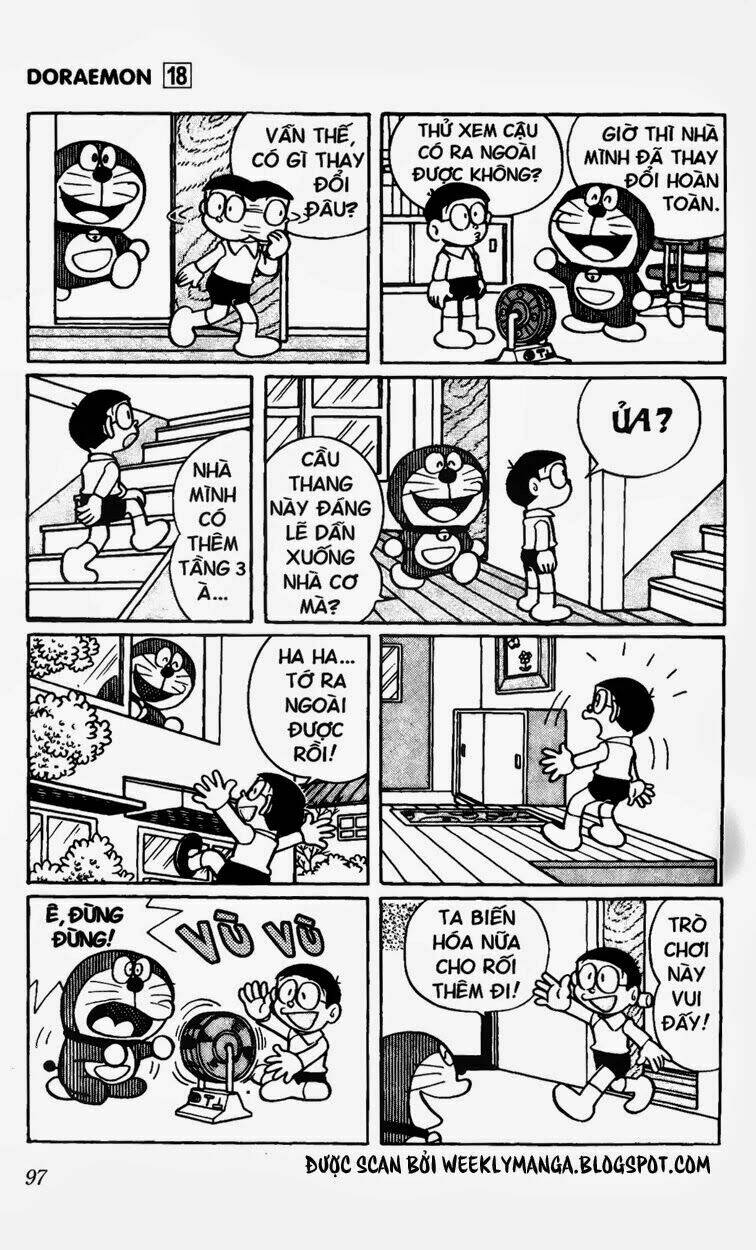 DORAEMON 18
VẪN THẾ,
CÓ GÌ THAY
ĐỔI
ĐÂU?
THỬ XEM CẬU
CÓ RA NGOÀI
ĐƯỢC KHÔNG?
GIỜ THÌ NHÀ
MÌNH ĐÃ THAY
ĐỔI HOÀN
TOÀN.
NHÀ
MÌNH
CÓ
THÊM
TẦNG 3
À...
CẦU
THANG
NÀY ĐÁNG
LẼ DẪN
XUỐNG
NHÀ CƠ
MÀ?
ỦA?
HA HA...
TỚ RA
NGOÀI
ĐƯỢC
RỒI!
Ê, ĐỪNG
ĐỪNG!
VŨ VŨ
TA BIẾN
HÓA NỮA
CHO RỐI
THÊM ĐI!
TRÒ
CHƠI
NÀY
VUI
ĐẤY!
97
ĐƯỢC SCAN BỞI WEEKLYMANGA.BLOGSPOT.COM